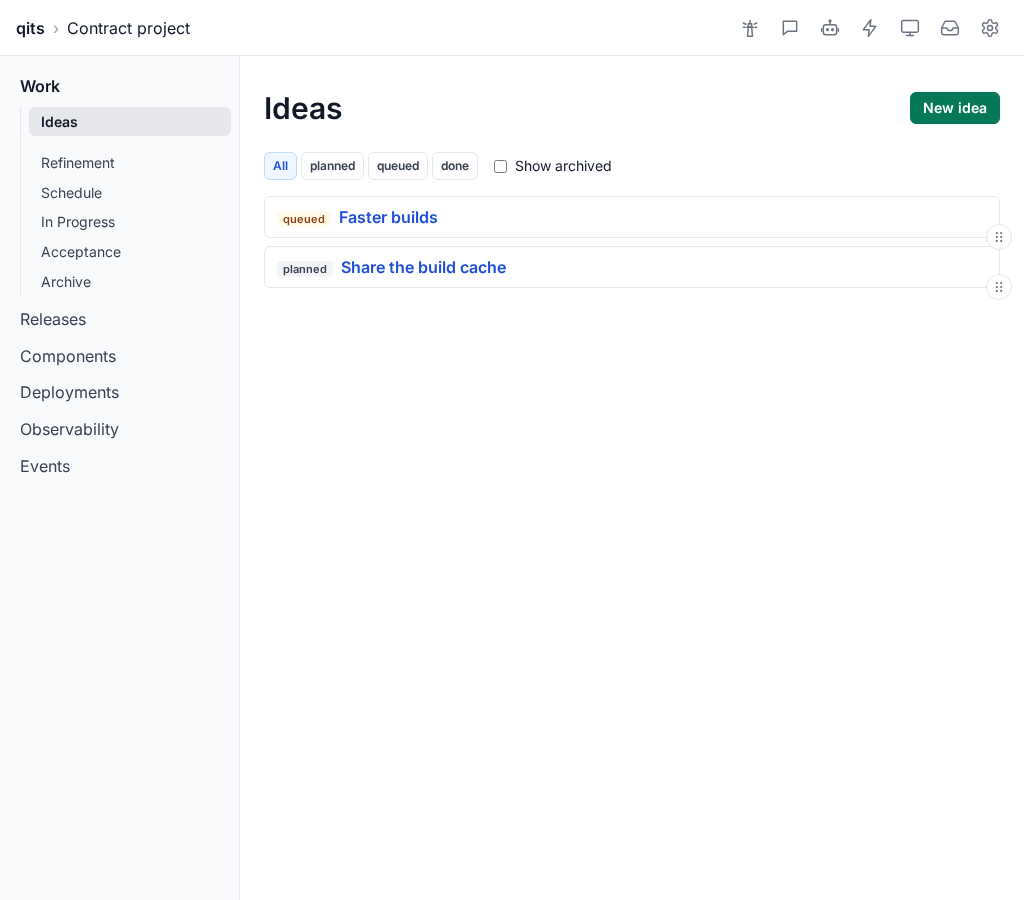 qits › Contract project
Work
Ideas
Refinement
Schedule
In Progress
Acceptance
Archive
Releases
Components
Deployments
Observability
Events
Ideas
New idea
All planned queued done Show archived
queued Faster builds
planned Share the build cache